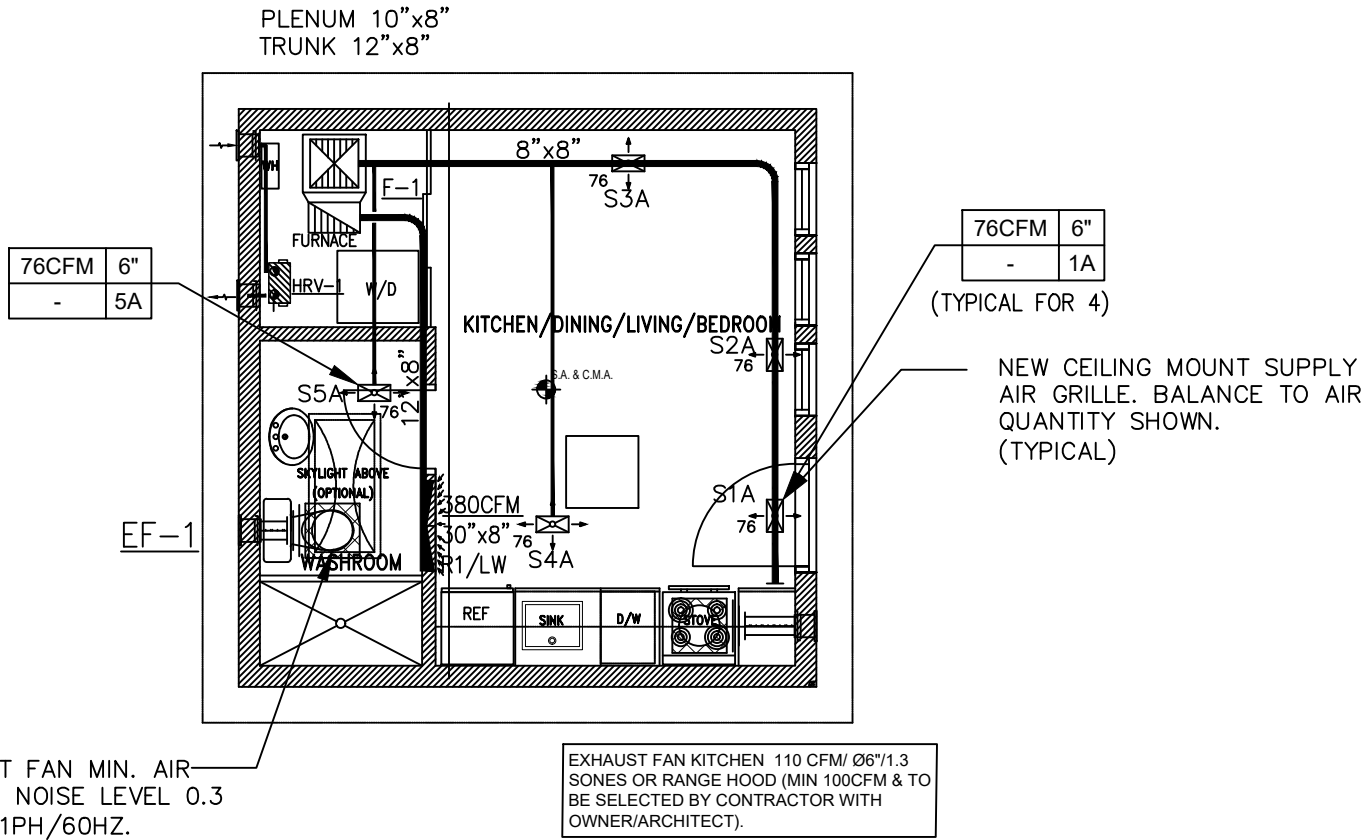 PLENUM 10”x8”
TRUNK 12”x8”
8”x8”
WH
76
S3A
F-1
FURNACE
76CFM 6"
- 5A
HRV-1
W/D
76CFM 6"
- 1A
(TYPICAL FOR 4)
KITCHEN/DINING/LIVING/BEDROOM
S2A
76
NEW CEILING MOUNT SUPPLY
AIR GRILLE. BALANCE TO AIR
QUANTITY SHOWN.
(TYPICAL)
S.A. & C.M.A.
12”x8”
S5A
76
SKYLIGHT ABOVE
(OPTIONAL)
S1A
76
380CFM
30”x8”
R1/LW
76
S4A
EF-1
WASHROOM
REF
SINK
D/W
STOVE
T FAN MIN. AIR
NOISE LEVEL 0.3
1PH/60HZ.
EXHAUST FAN KITCHEN 110 CFM/ Ø6"/1.3
SONES OR RANGE HOOD (MIN 100CFM & TO
BE SELECTED BY CONTRACTOR WITH
OWNER/ARCHITECT).